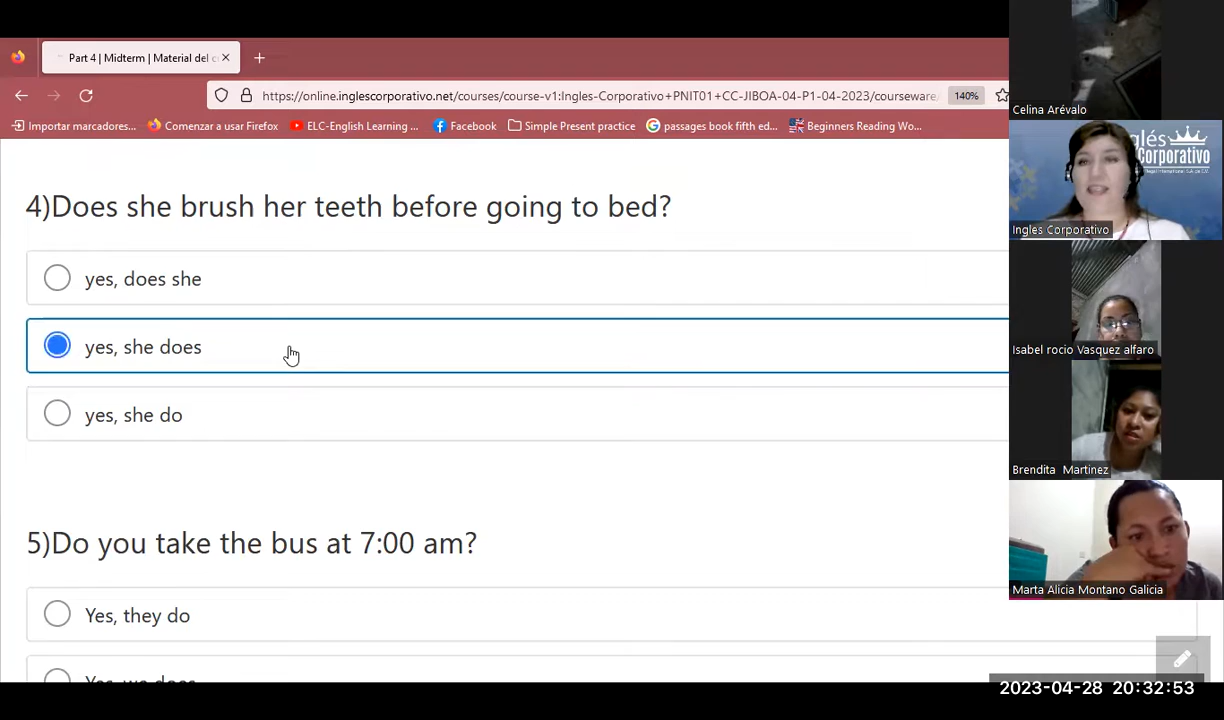 Part 4 | Midterm | Material del c
https://online.inglescorporativo.net/courses/course-v1:Ingles-Corporativo+PNIT01+CC-JIBOA-04-P1-04-2023/courseware/
140%
Importar marcadores...
Comenzar a usar Firefox
ELC-English Learning ...
Facebook
Simple Present practice
passages book fifth ed...
Beginners Reading Wo...
4)Does she brush her teeth before going to bed?
yes, does she
yes, she does
yes, she do
5)Do you take the bus at 7:00 am?
Yes, they do
Yes, we does
Celina Arévalo
glés
Corporativo
Ingles Corporativo
Isabel rocio Vasquez alfaro
Brendita Martinez
Marta Alicia Montano Galicia
2023-04-28 20:32:53